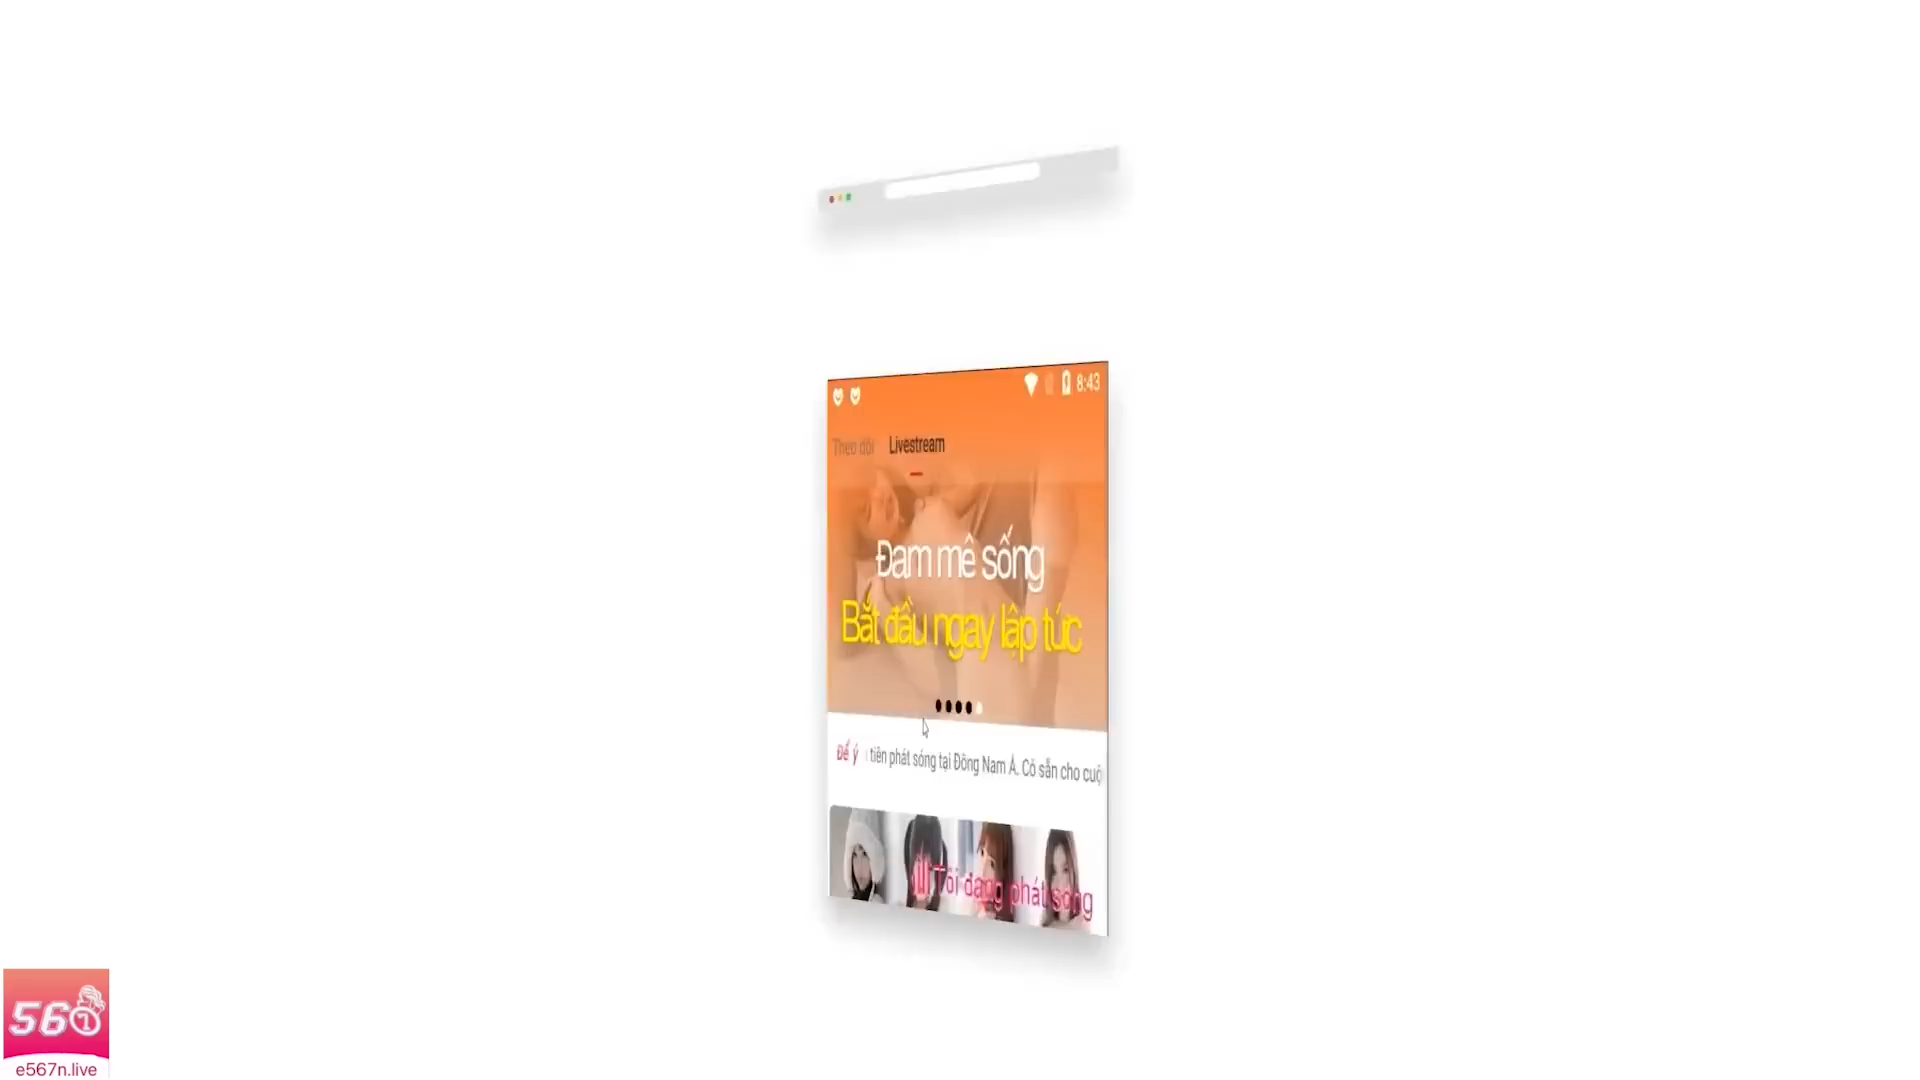 8:43
Theo dõi Livestream
Đam mê sống
Bắt đầu ngay lập tức
Để ý tiên phát sóng tại Đông Nam Á. Có sẵn cho cuộ
Tôi đang phát sóng
567
e567n.live